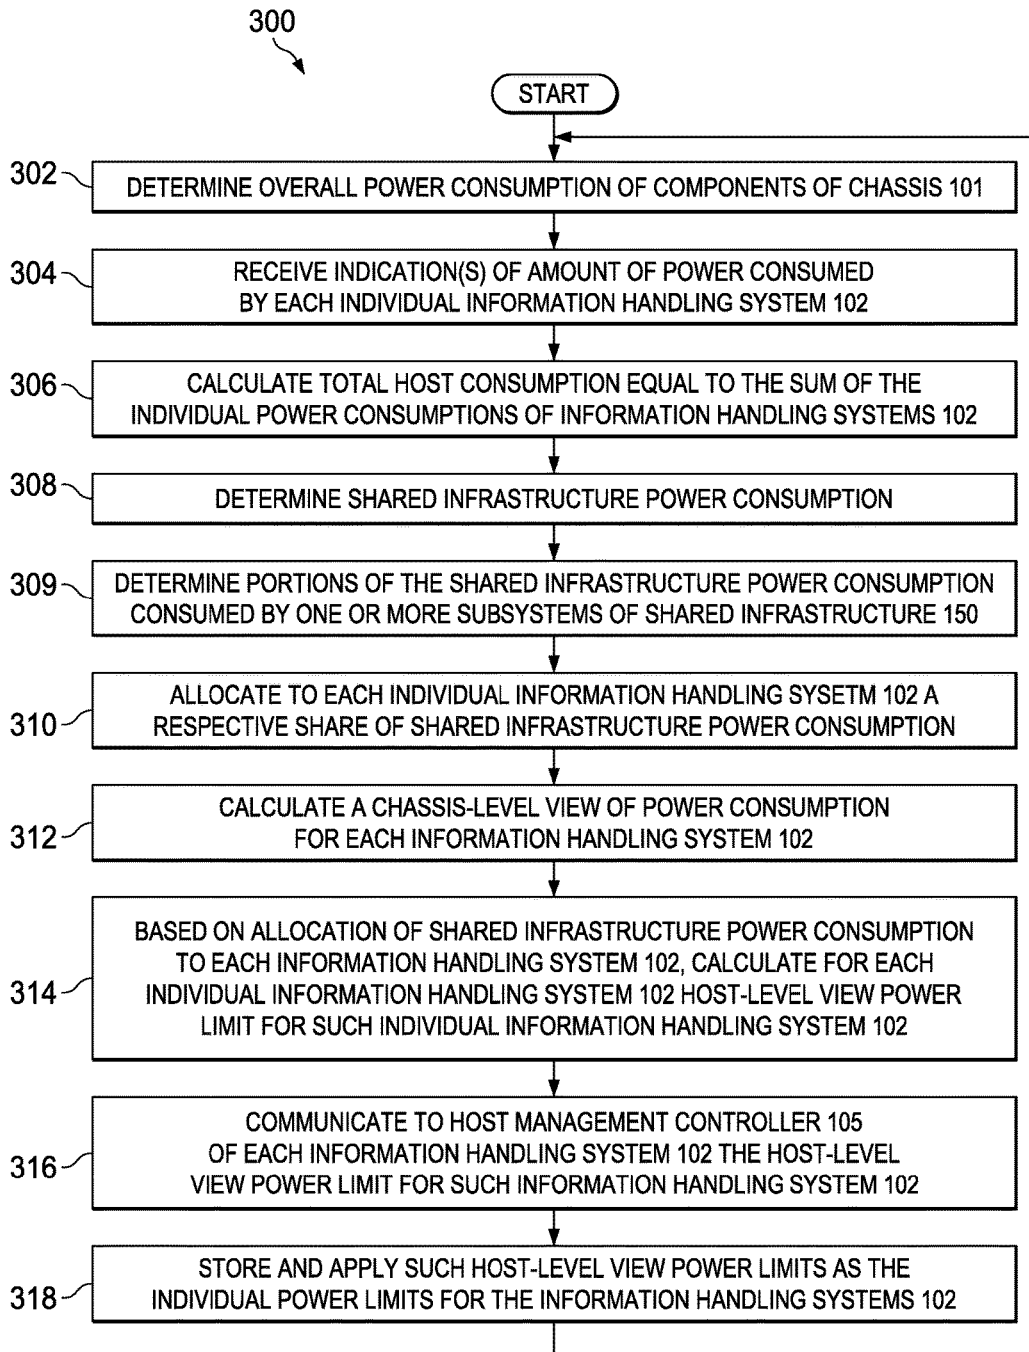 300
START
302
DETERMINE OVERALL POWER CONSUMPTION OF COMPONENTS OF CHASSIS 101
304
RECEIVE INDICATION(S) OF AMOUNT OF POWER CONSUMED
BY EACH INDIVIDUAL INFORMATION HANDLING SYSTEM 102
306
CALCULATE TOTAL HOST CONSUMPTION EQUAL TO THE SUM OF THE
INDIVIDUAL POWER CONSUMPTIONS OF INFORMATION HANDLING SYSTEMS 102
308
DETERMINE SHARED INFRASTRUCTURE POWER CONSUMPTION
309
DETERMINE PORTIONS OF THE SHARED INFRASTRUCTURE POWER CONSUMPTION
CONSUMED BY ONE OR MORE SUBSYSTEMS OF SHARED INFRASTRUCTURE 150
310
ALLOCATE TO EACH INDIVIDUAL INFORMATION HANDLING SYSETM 102 A
RESPECTIVE SHARE OF SHARED INFRASTRUCTURE POWER CONSUMPTION
312
CALCULATE A CHASSIS-LEVEL VIEW OF POWER CONSUMPTION
FOR EACH INFORMATION HANDLING SYSTEM 102
314
BASED ON ALLOCATION OF SHARED INFRASTRUCTURE POWER CONSUMPTION
TO EACH INFORMATION HANDLING SYSTEM 102, CALCULATE FOR EACH
INDIVIDUAL INFORMATION HANDLING SYSTEM 102 HOST-LEVEL VIEW POWER
LIMIT FOR SUCH INDIVIDUAL INFORMATION HANDLING SYSTEM 102
316
COMMUNICATE TO HOST MANAGEMENT CONTROLLER 105
OF EACH INFORMATION HANDLING SYSTEM 102 THE HOST-LEVEL
VIEW POWER LIMIT FOR SUCH INFORMATION HANDLING SYSTEM 102
318
STORE AND APPLY SUCH HOST-LEVEL VIEW POWER LIMITS AS THE
INDIVIDUAL POWER LIMITS FOR THE INFORMATION HANDLING SYSTEMS 102